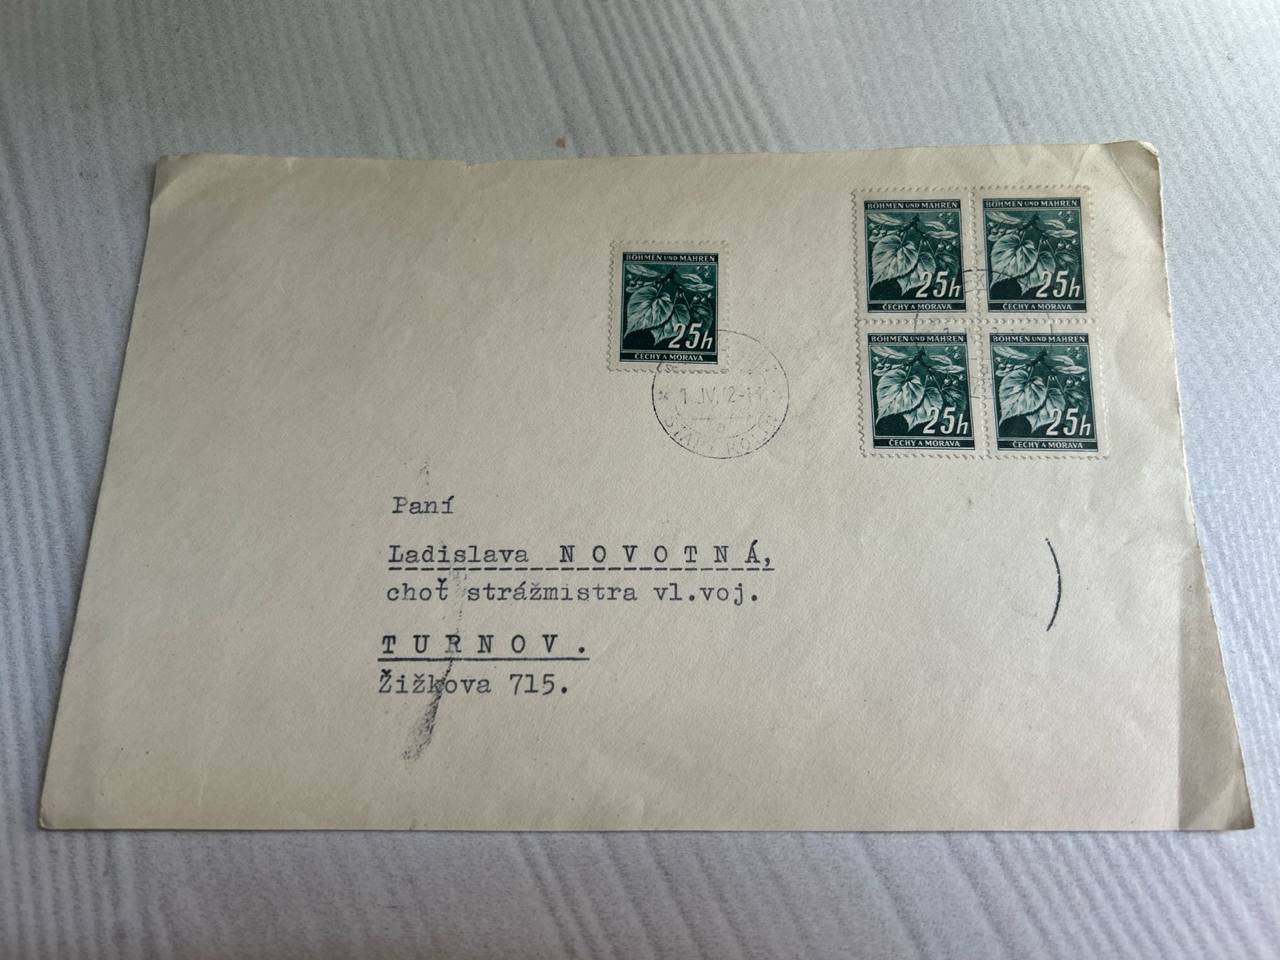 BÖHMEN UND MÄHREN
25h
ČECHY A MORAVA
BÖHMEN UND MÄHREN
25h
ČECHY A MORAVA
BÖHMEN UND MÄHREN
25h
ČECHY A MORAVA
BÖHMEN UND MÄHREN
25h
ČECHY A MORAVA
BÖHMEN UND MÄHREN
25h
ČECHY A MORAVA
STARÝ KOLÍN
Paní
Ladislava NOVOTNÁ,
choť strážmistra vl.voj.
TURNOV.
Žižkova 715.